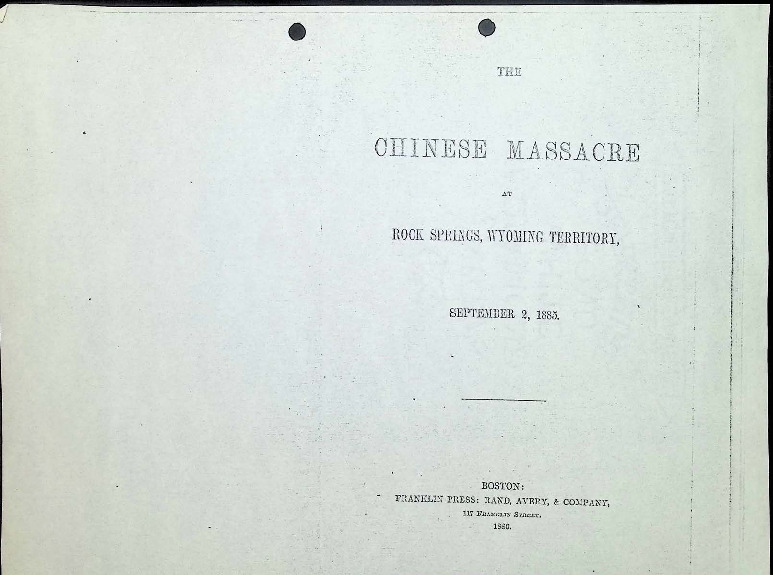 THE
CHINESE MASSACRE
AT
ROCK SPRINGS, WYOMING TERRITORY,
SEPTEMBER 2, 1885.
BOSTON:
FRANKLIN PRESS: RAND, AVERY, & COMPANY,
117 FRANKLIN STREET.
1886.